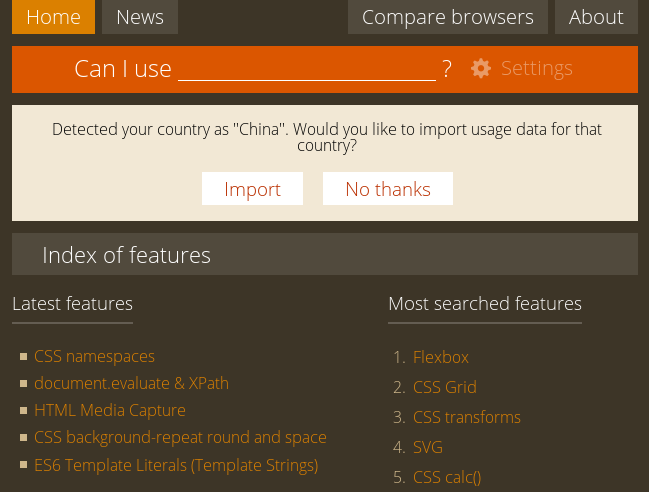 Home News Compare browsers About
Can I use ? Settings
Detected your country as "China". Would you like to import usage data for that
country?
Import No thanks
Index of features
Latest features
CSS namespaces
document.evaluate & XPath
HTML Media Capture
CSS background-repeat round and space
ES6 Template Literals (Template Strings)
Most searched features
1. Flexbox
2. CSS Grid
3. CSS transforms
4. SVG
5. CSS calc()